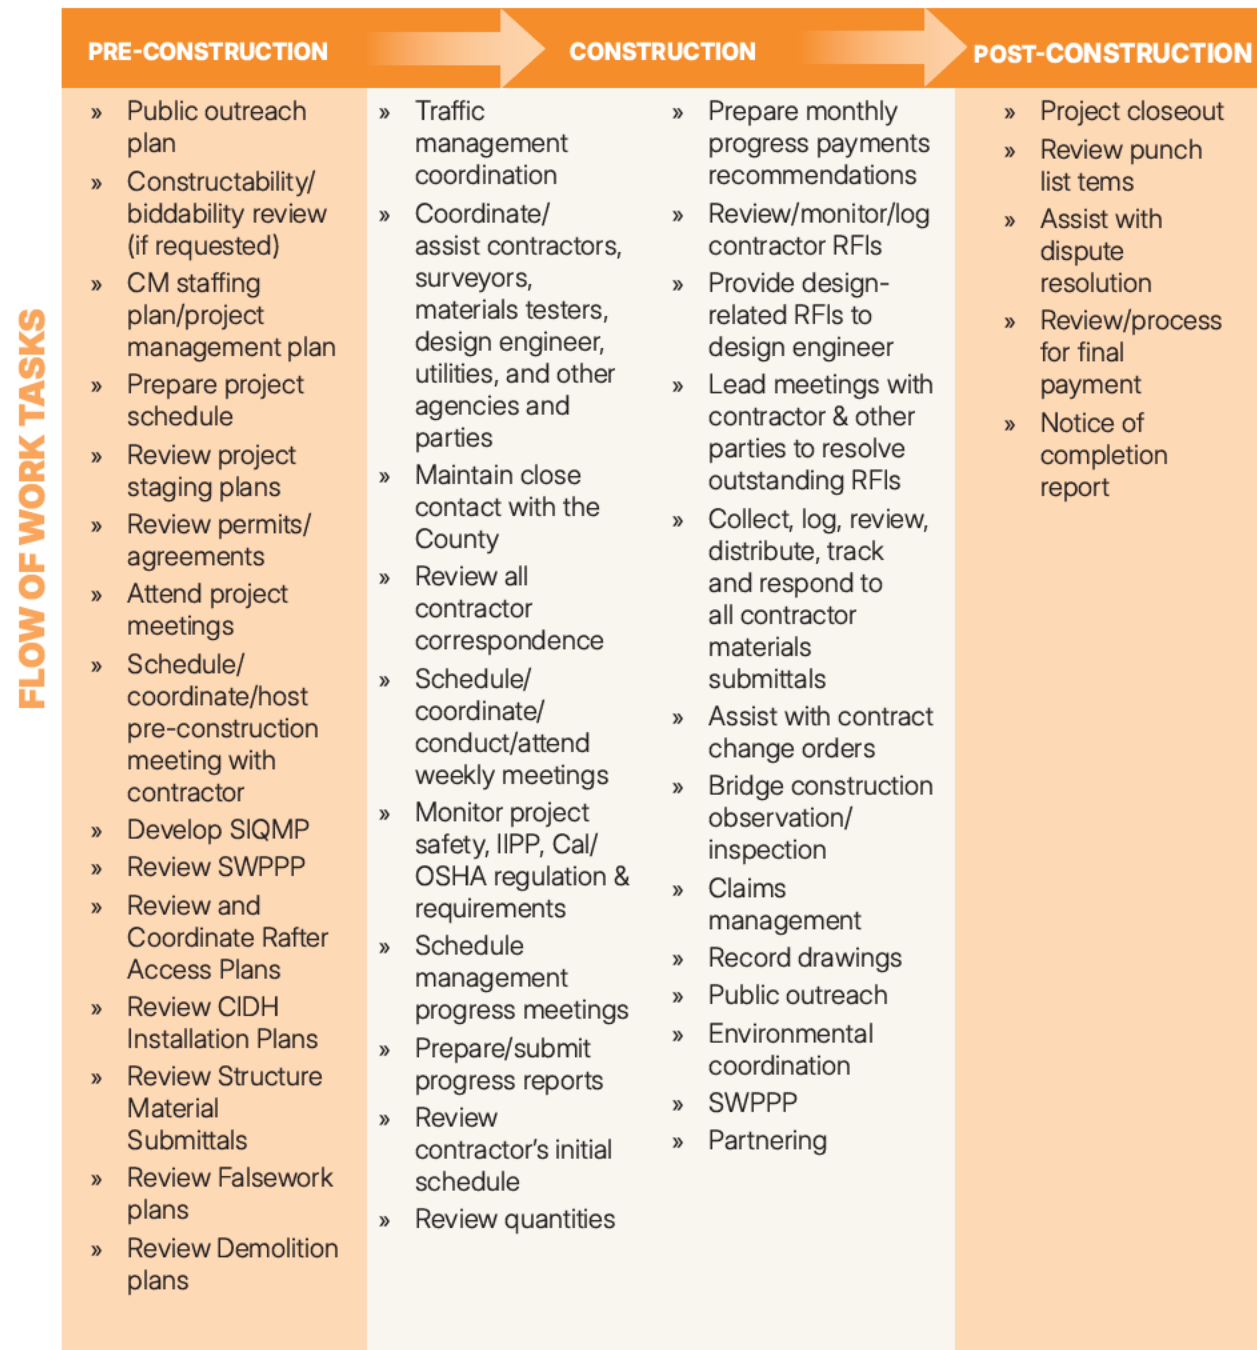 FLOW OF WORK TASKS
PRE-CONSTRUCTION
» Public outreach
plan
» Constructability/
biddability review
(if requested)
» CM staffing
plan/project
management plan
» Prepare project
schedule
» Review project
staging plans
» Review permits/
agreements
» Attend project
meetings
» Schedule/
coordinate/host
pre-construction
meeting with
contractor
» Develop SIQMP
» Review SWPPP
» Review and
Coordinate Rafter
Access Plans
» Review CIDH
Installation Plans
» Review Structure
Material
Submittals
» Review Falsework
plans
» Review Demolition
plans
CONSTRUCTION
» Traffic
management
coordination
» Coordinate/
assist contractors,
surveyors,
materials testers,
design engineer,
utilities, and other
agencies and
parties
» Maintain close
contact with the
County
» Review all
contractor
correspondence
» Schedule/
coordinate/
conduct/attend
weekly meetings
» Monitor project
safety, IIPP, Cal/
OSHA regulation &
requirements
» Schedule
management
progress meetings
» Prepare/submit
progress reports
» Review
contractor’s initial
schedule
» Review quantities
» Prepare monthly
progress payments
recommendations
» Review/monitor/log
contractor RFIs
» Provide design-
related RFIs to
design engineer
» Lead meetings with
contractor & other
parties to resolve
outstanding RFIs
» Collect, log, review,
distribute, track
and respond to
all contractor
materials
submittals
» Assist with contract
change orders
» Bridge construction
observation/
inspection
» Claims
management
» Record drawings
» Public outreach
» Environmental
coordination
» SWPPP
» Partnering
POST-CONSTRUCTION
» Project closeout
» Review punch
list tems
» Assist with
dispute
resolution
» Review/process
for final
payment
» Notice of
completion
report